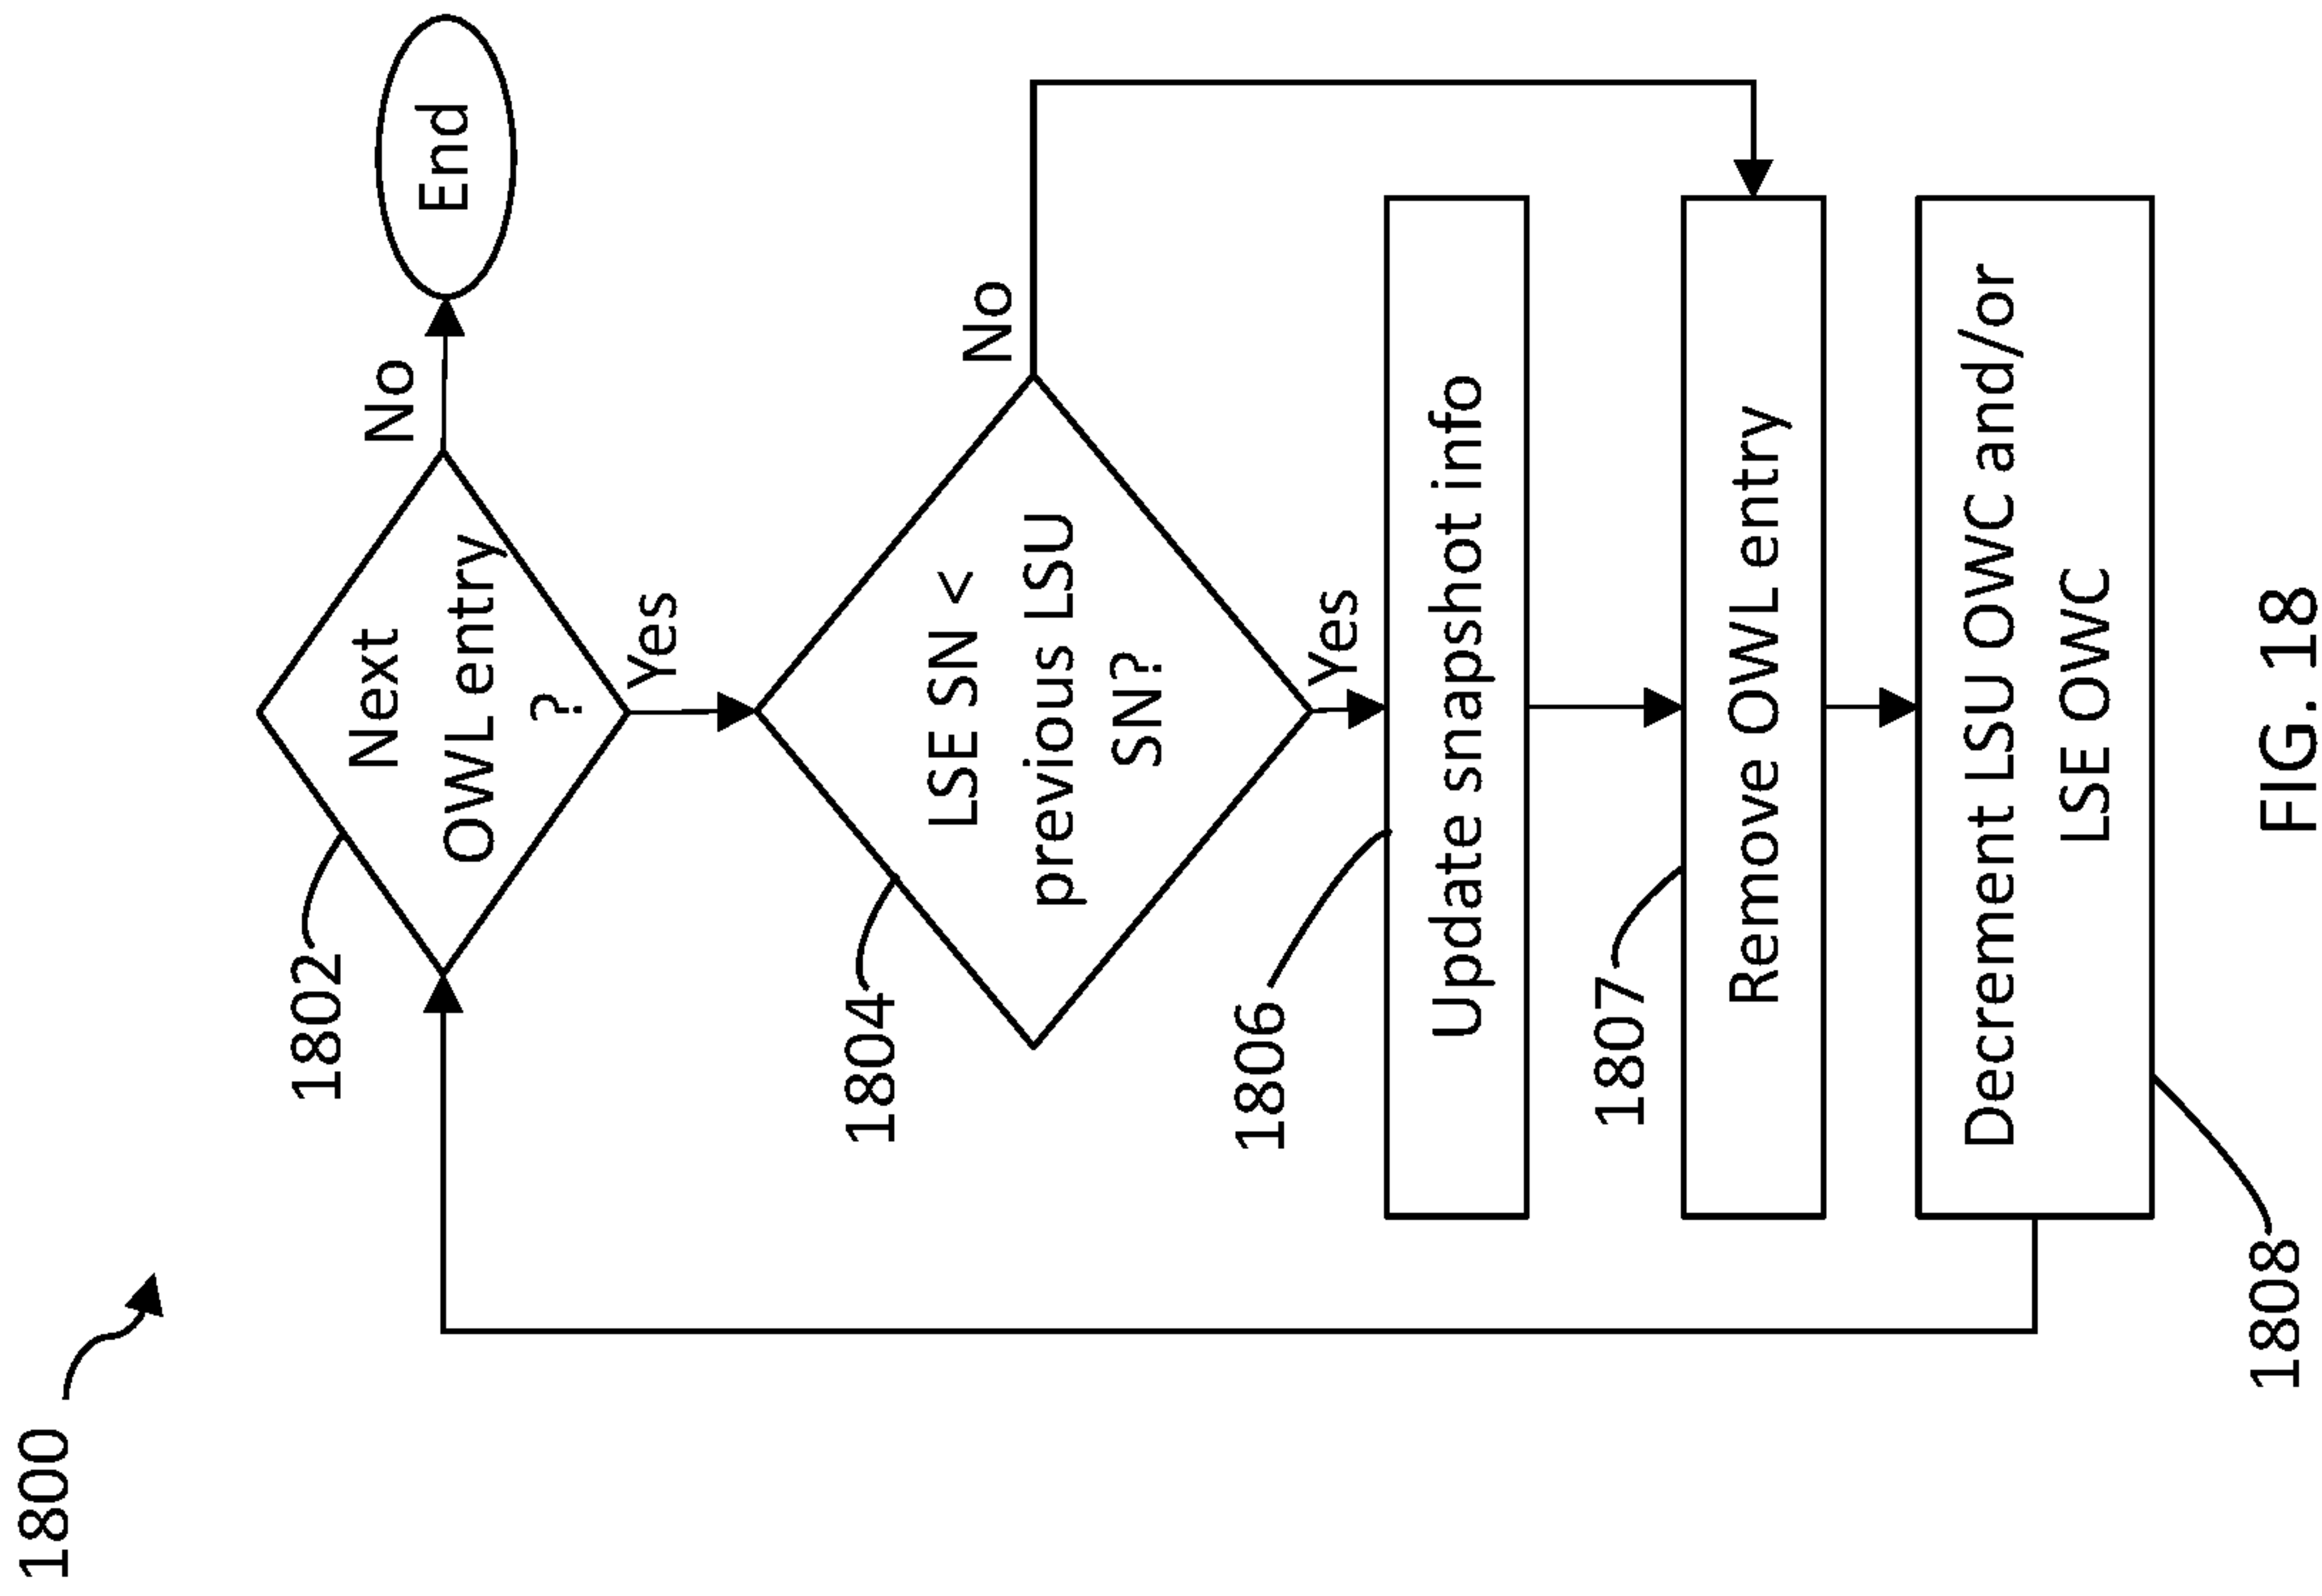 1800
1802
Next
OWL entry
?
No
End
Yes
1804
LSE SN <
previous LSU
SN?
No
Yes
1806
Update snapshot info
1807
Remove OWL entry
Decrement LSU OWC and/or
LSE OWC
1808
FIG. 18